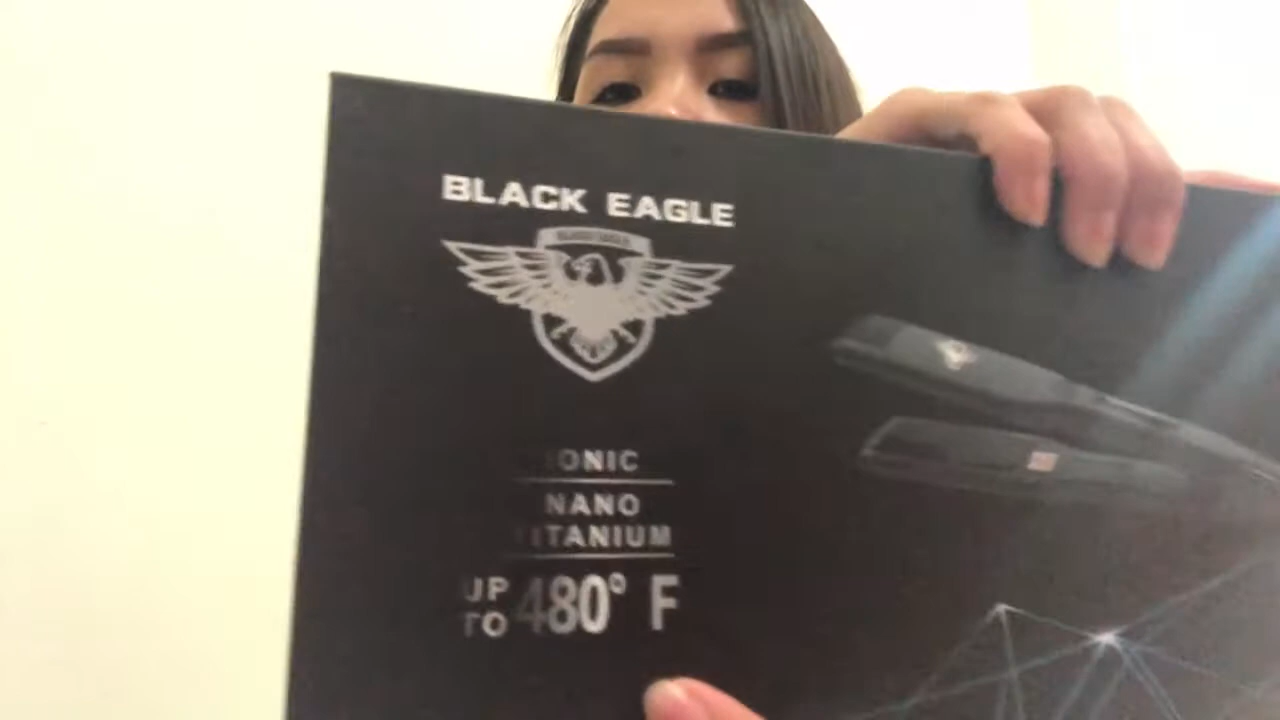 BLACK EAGLE
IONIC
NANO
TITANIUM
UP TO 480° F